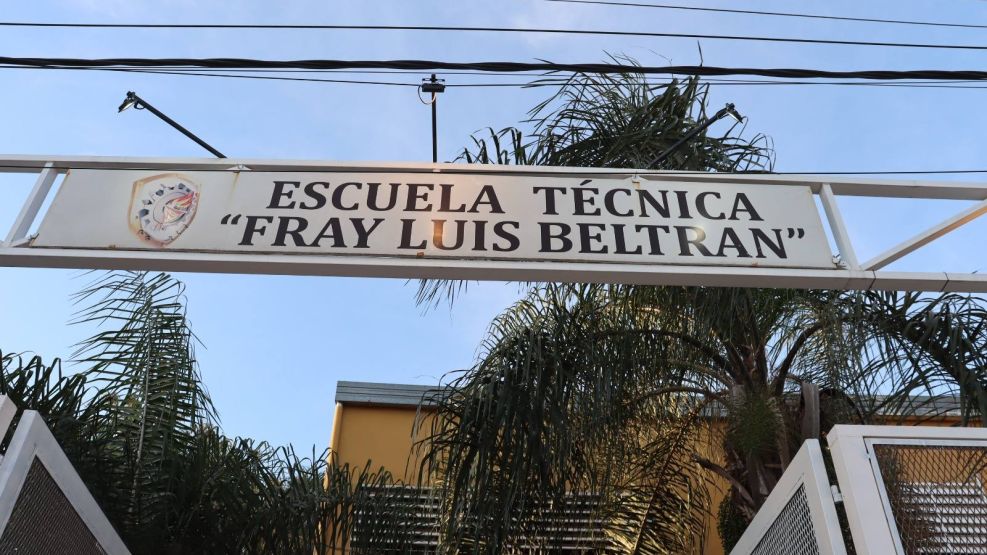 ESCUELA TÉCNICA
“FRAY LUIS BELTRAN”